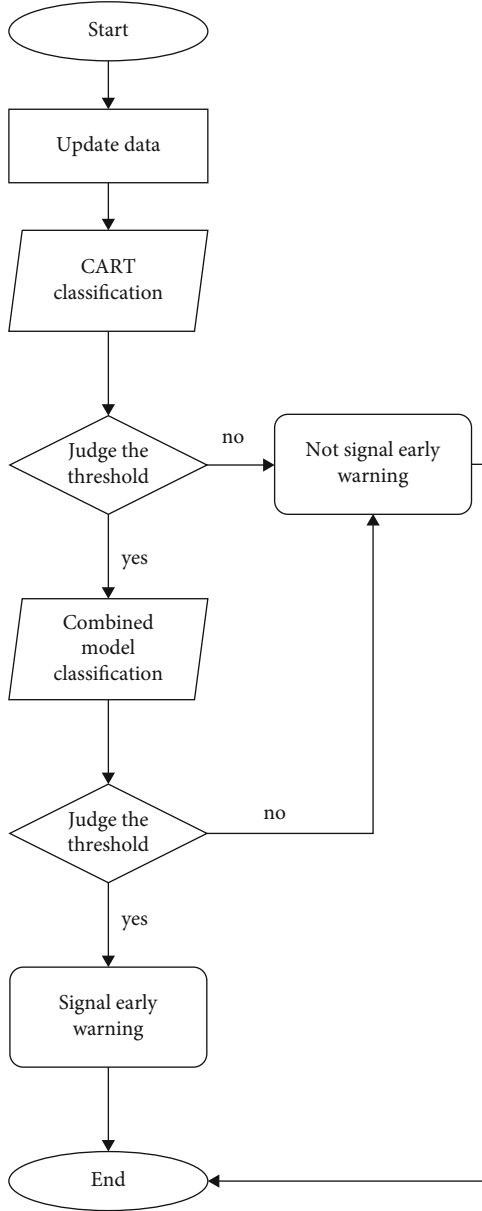 Start
Update data
CART
classification
Judge the
threshold
no
Not signal early
warning
yes
Combined
model
classification
Judge the
threshold
no
yes
Signal early
warning
End